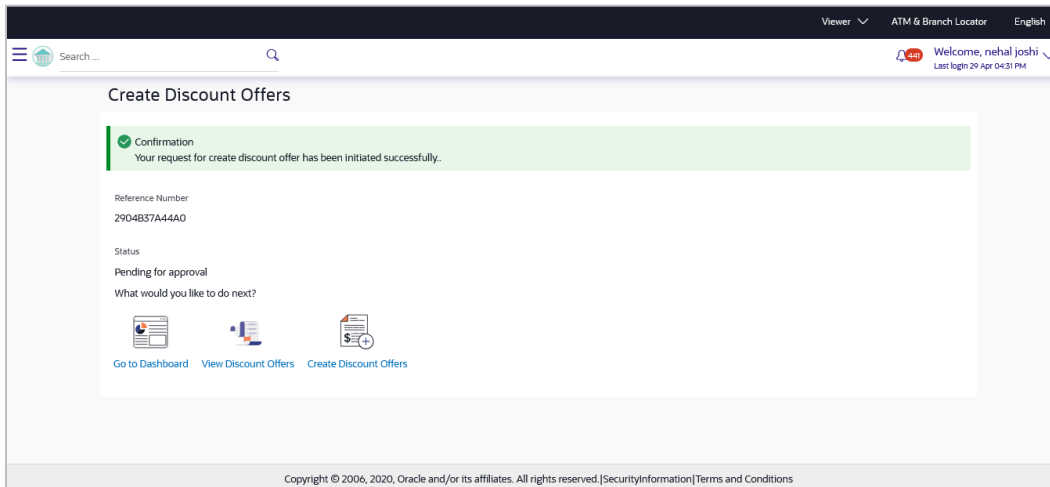 Viewer ATM & Branch Locator English
Search ...
441
Welcome, nehal joshi
Last login 29 Apr 04:31 PM
Create Discount Offers
Confirmation
Your request for create discount offer has been initiated successfully..
Reference Number
2904B37A44A0
Status
Pending for approval
What would you like to do next?
Go to Dashboard View Discount Offers Create Discount Offers
Copyright © 2006, 2020, Oracle and/or its affiliates. All rights reserved.|SecurityInformation|Terms and Conditions